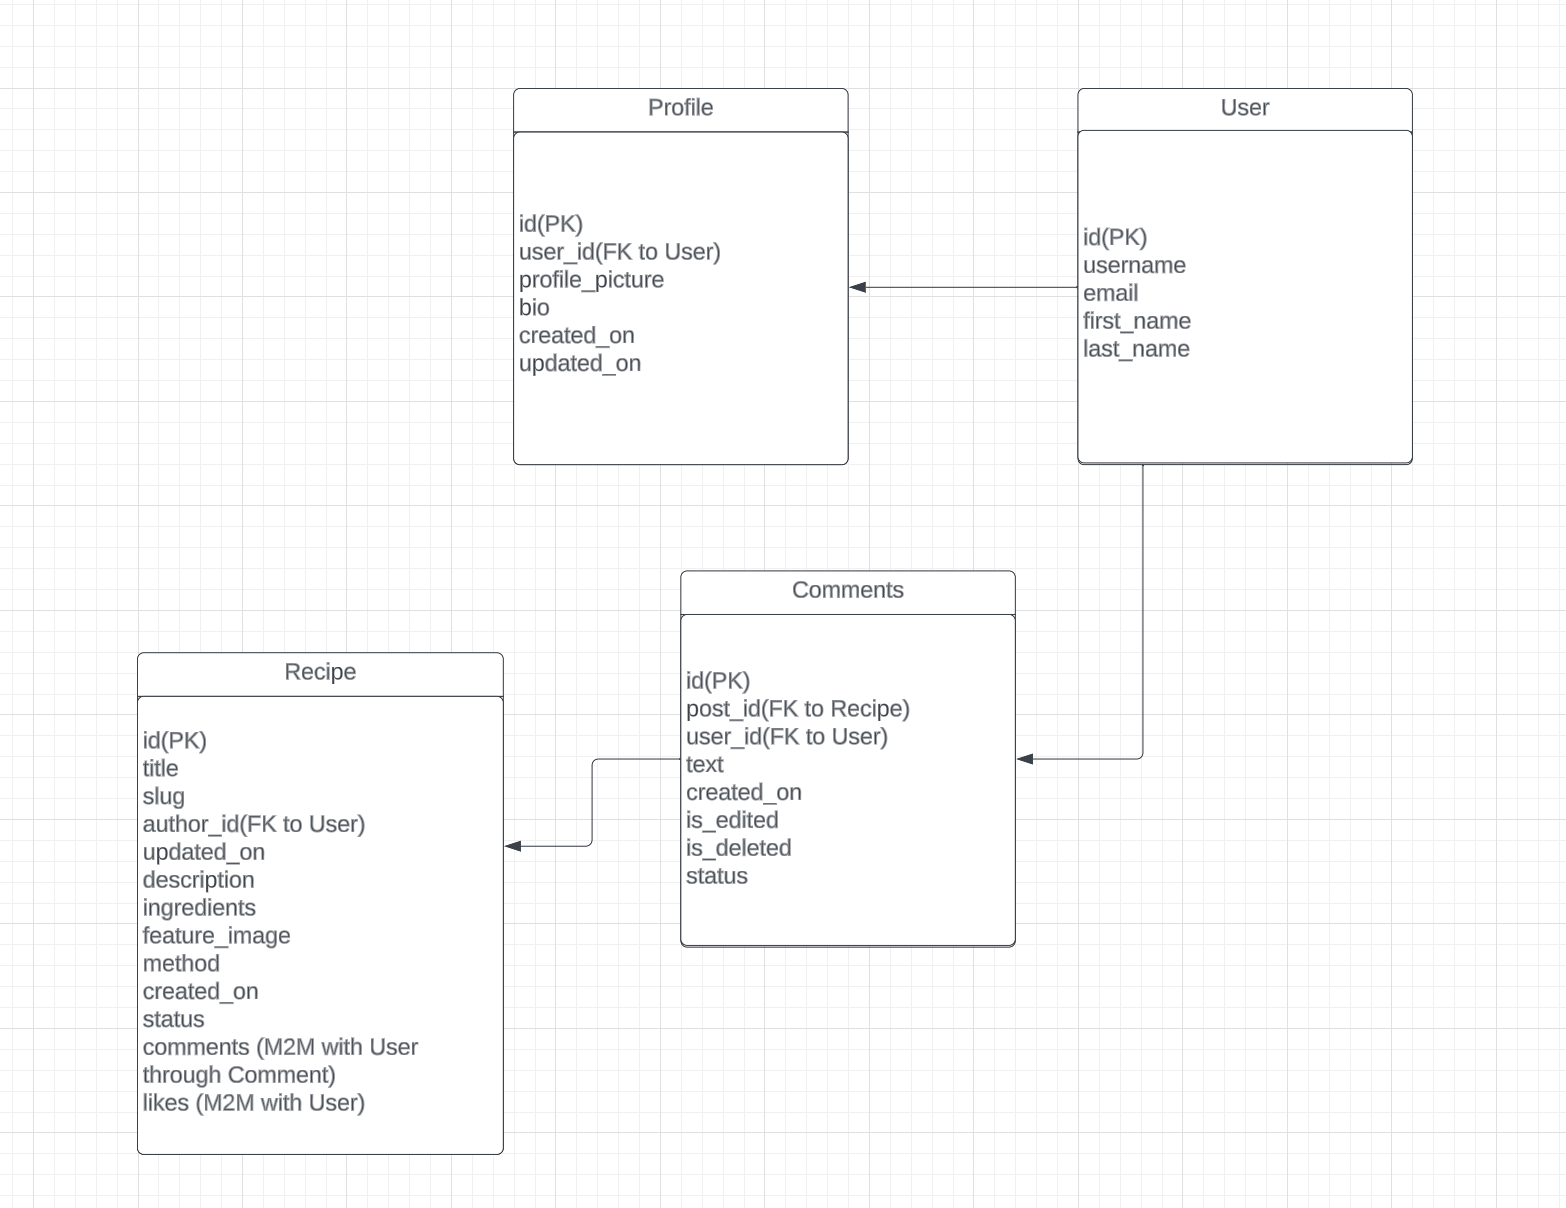 Profile
id(PK)
user_id(FK to User)
profile_picture
bio
created_on
updated_on
User
id(PK)
username
email
first_name
last_name
Comments
id(PK)
post_id(FK to Recipe)
user_id(FK to User)
text
created_on
is_edited
is_deleted
status
Recipe
id(PK)
title
slug
author_id(FK to User)
updated_on
description
ingredients
feature_image
method
created_on
status
comments (M2M with User
through Comment)
likes (M2M with User)